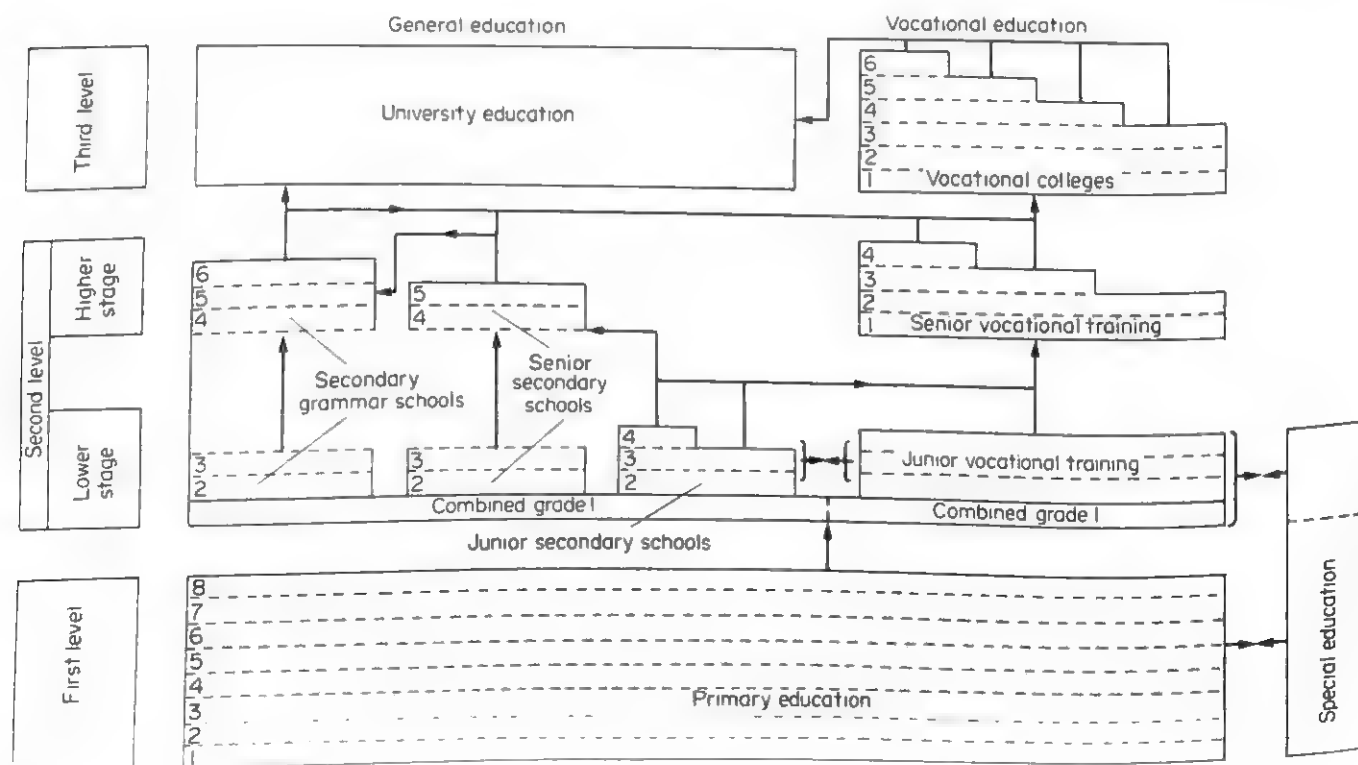 General education
Vocational education
Third level
University education
6
5
4
3
2
1
Vocational colleges
Second level
Higher stage
6
5
4
5
4
4
3
2
1
Senior vocational training
Secondary grammar schools
Senior secondary schools
Lower stage
3
2
3
2
4
3
2
Junior vocational training
Combined grade 1
Combined grade 1
Junior secondary schools
First level
8
7
6
5
4
3
2
1
Primary education
Special education